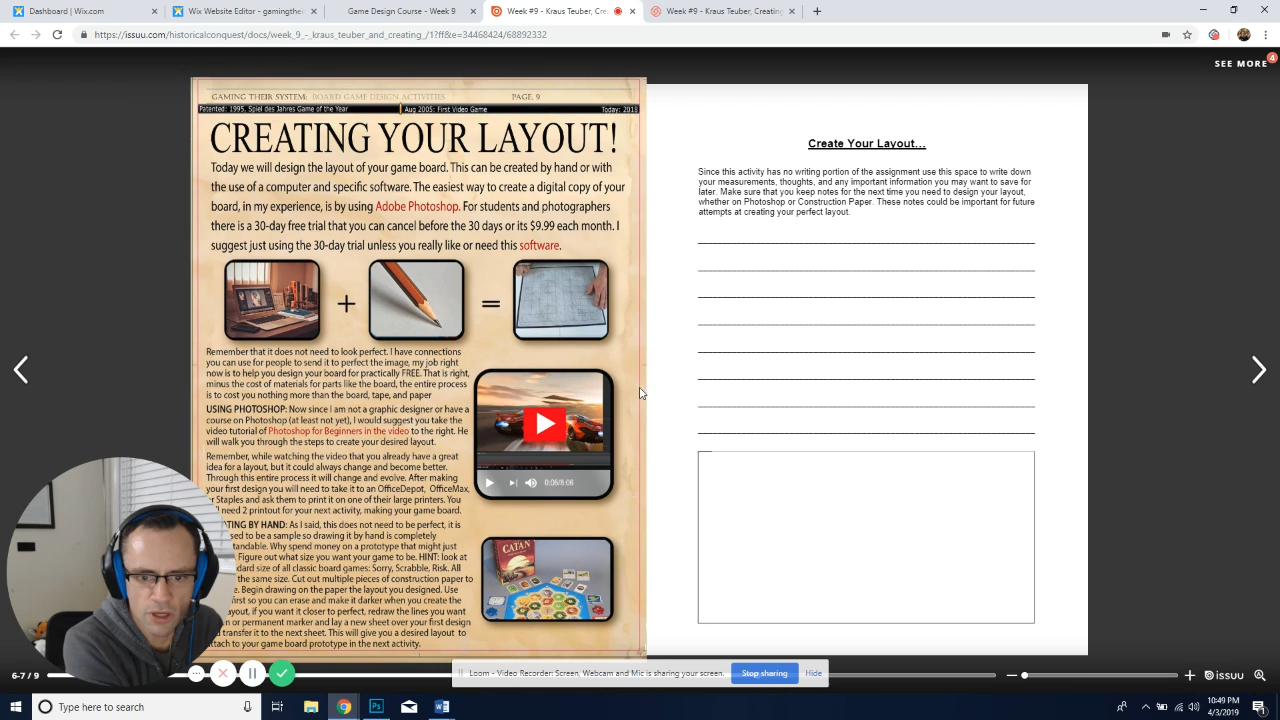 Dashboard | Wix.com
Wix Website Editor - gamingthei
Game Design Course - Week 9
Week #9 - Kraus Teuber, Cre
Week #9 - Kraus Teuber, Creating
https://issuu.com/historicalconquest/docs/week_9_-_kraus_teuber_and_creating_/1?ff&e=34468424/68892332
SEE MORE
4
GAMING THEIR SYSTEM: BOARD GAME DESIGN ACTIVITIES PAGE. 9
Patented: 1995, Spiel des Jahres Game of the Year
Aug 2005: First Video Game
Today: 2018
CREATING YOUR LAYOUT!
Today we will design the layout of your game board. This can be created by hand or with
the use of a computer and specific software. The easiest way to create a digital copy of your
board, in my experience, is by using Adobe Photoshop. For students and photographers
there is a 30-day free trial that you can cancel before the 30 days or its $9.99 each month. I
suggest just using the 30-day trial unless you really like or need this software.
+ =
Remember that it does not need to look perfect. I have connections
you can use for people to send it to perfect the image, my job right
now is to help you design your board for practically FREE. That is right,
minus the cost of materials for parts like the board, the entire process
is to cost you nothing more than the board, tape, and paper
USING PHOTOSHOP: Now since I am not a graphic designer or have a
course on Photoshop (at least not yet), I would suggest you take the
video tutorial of Photoshop for Beginners in the video to the right. He
will walk you through the steps to create your desired layout.
Remember, while watching the video that you already have a great
idea for a layout, but it could always change and become better.
Through this entire process it will change and evolve. After making
your first design you will need to take it to an OfficeDepot, OfficeMax,
or Staples and ask them to print it on one of their large printers. You
need 2 printout for your next activity, making your game board.
BY HAND: As I said, this does not need to be perfect, it is
to be a sample so drawing it by hand is completely
Why spend money on a prototype that might just
Figure out what size you want your game to be. HINT: look at
size of all classic board games: Sorry, Scrabble, Risk. All
the same size. Cut out multiple pieces of construction paper to
Begin drawing on the paper the layout you designed. Use
first so you can erase and make it darker when you create the
layout, if you want it closer to perfect, redraw the lines you want
or permanent marker and lay a new sheet over your first design
transfer it to the next sheet. This will give you a desired layout to
attach to your game board prototype in the next activity.
0:06/8:06
CATAN
Create Your Layout...
Since this activity has no writing portion of the assignment use this space to write down
your measurements, thoughts, and any important information you may want to save for
later. Make sure that you keep notes for the next time you need to design your layout,
whether on Photoshop or Construction Paper. These notes could be important for future
attempts at creating your perfect layout.
6-7 / 9
Loom - Video Recorder: Screen, Webcam and Mic is sharing your screen.
Stop sharing
Hide
issuu
Type here to search
10:49 PM
4/3/2019